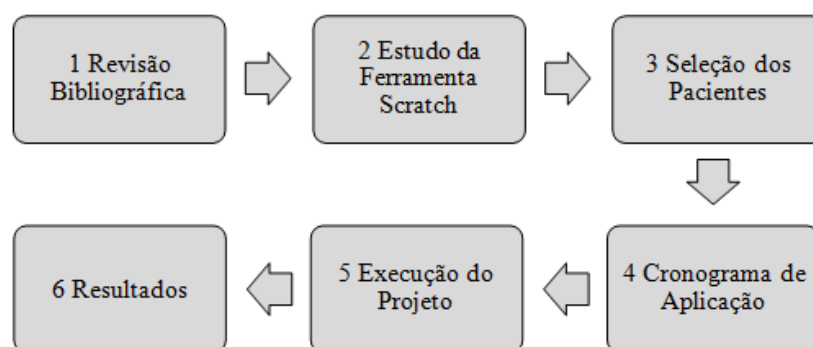 1 Revisão
Bibliográfica
2 Estudo da
Ferramenta
Scratch
3 Seleção dos
Pacientes
4 Cronograma de
Aplicação
5 Execução do
Projeto
6 Resultados